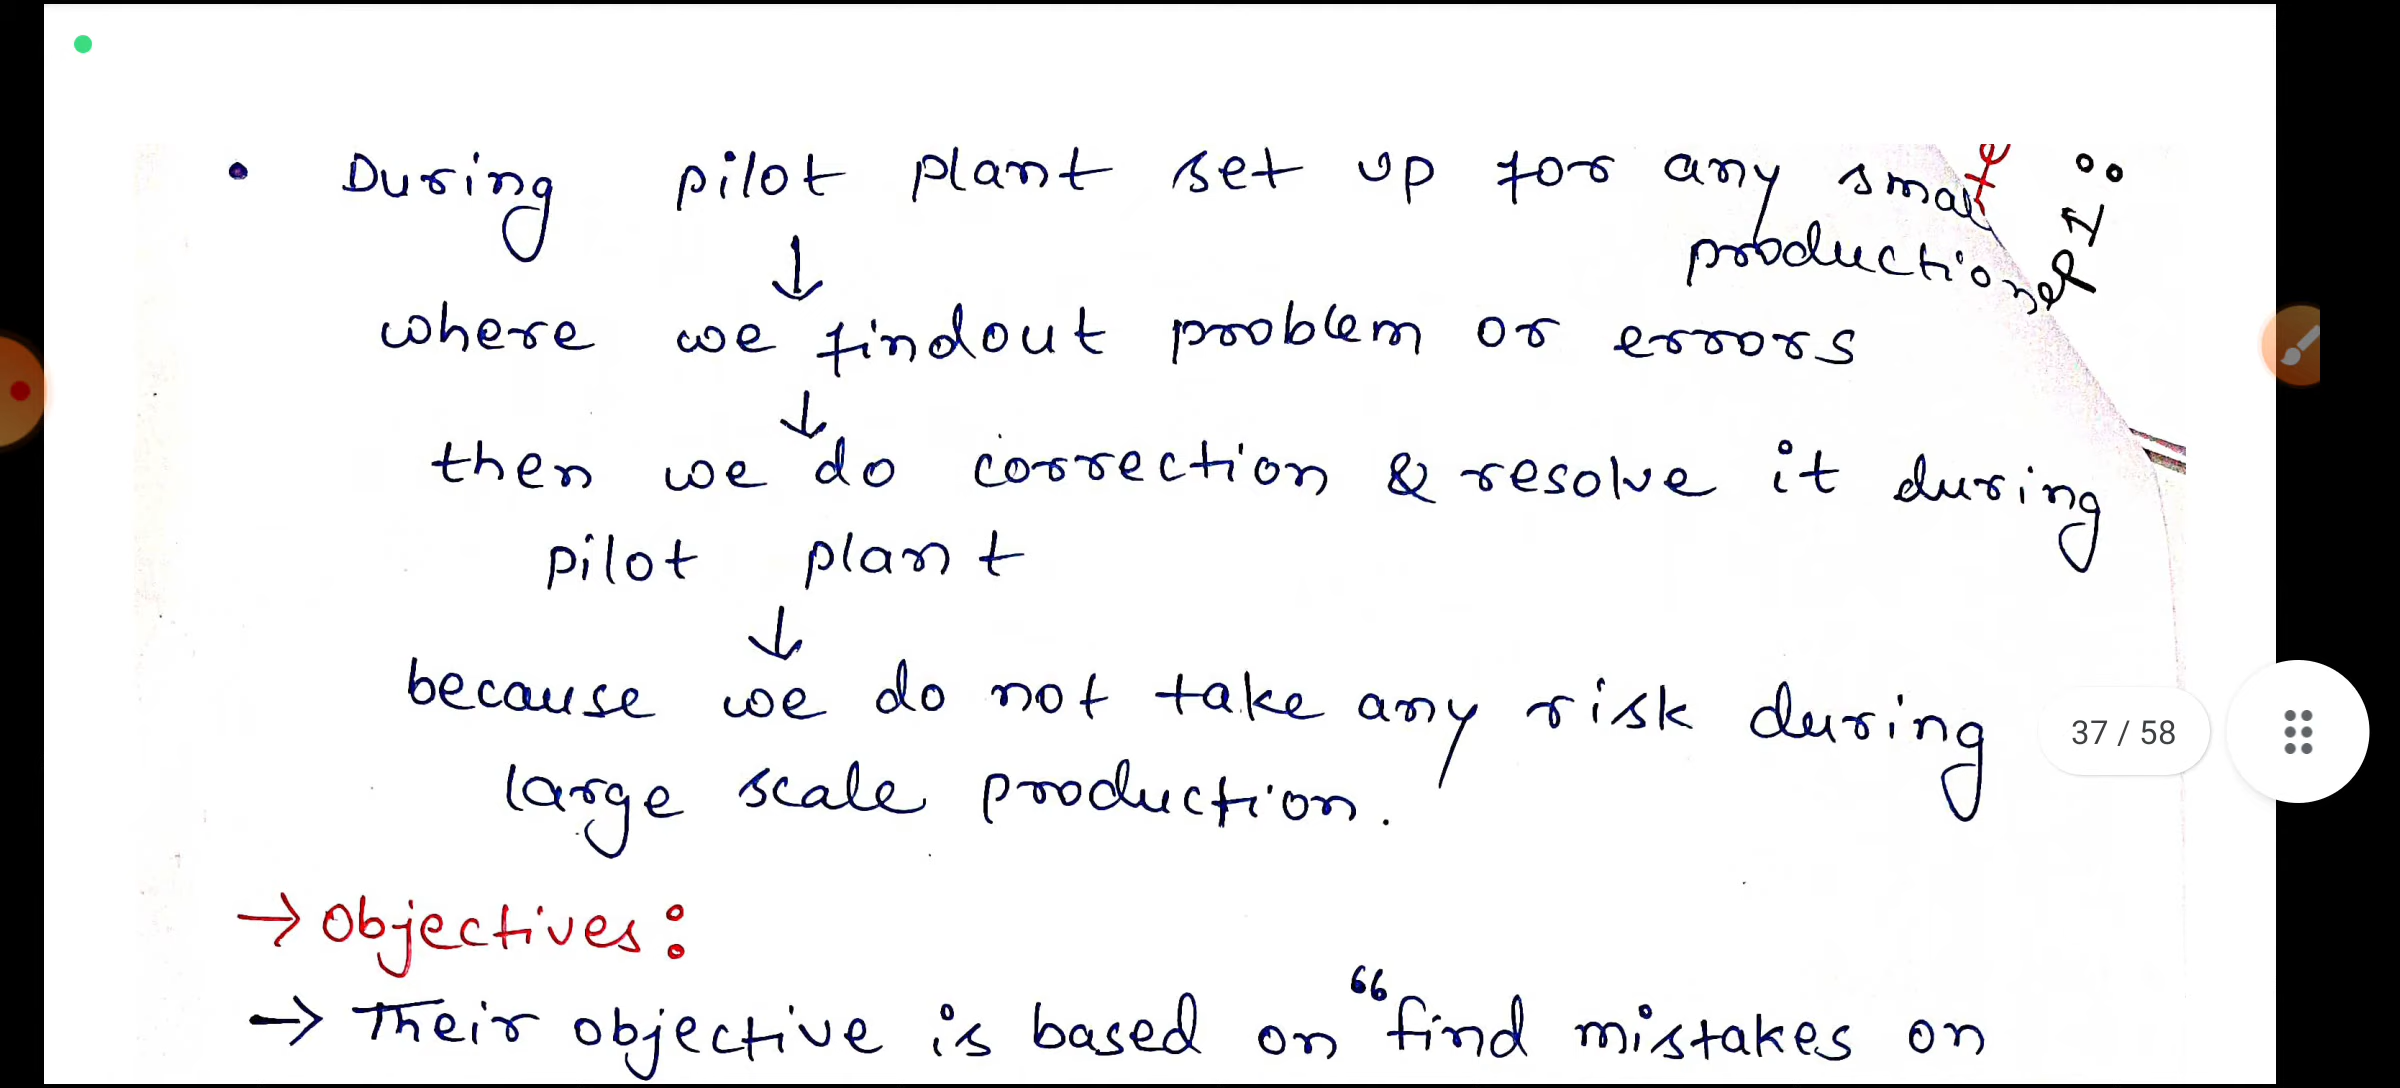 • During pilot plant set up for any small
production
↓
where we findout problem or errors
↓
then we do correction & resolve it during
pilot plant
↓
because we do not take any risk during
large scale production.
37 / 58
→ Objectives:
→ Their objective is based on "find mistakes on